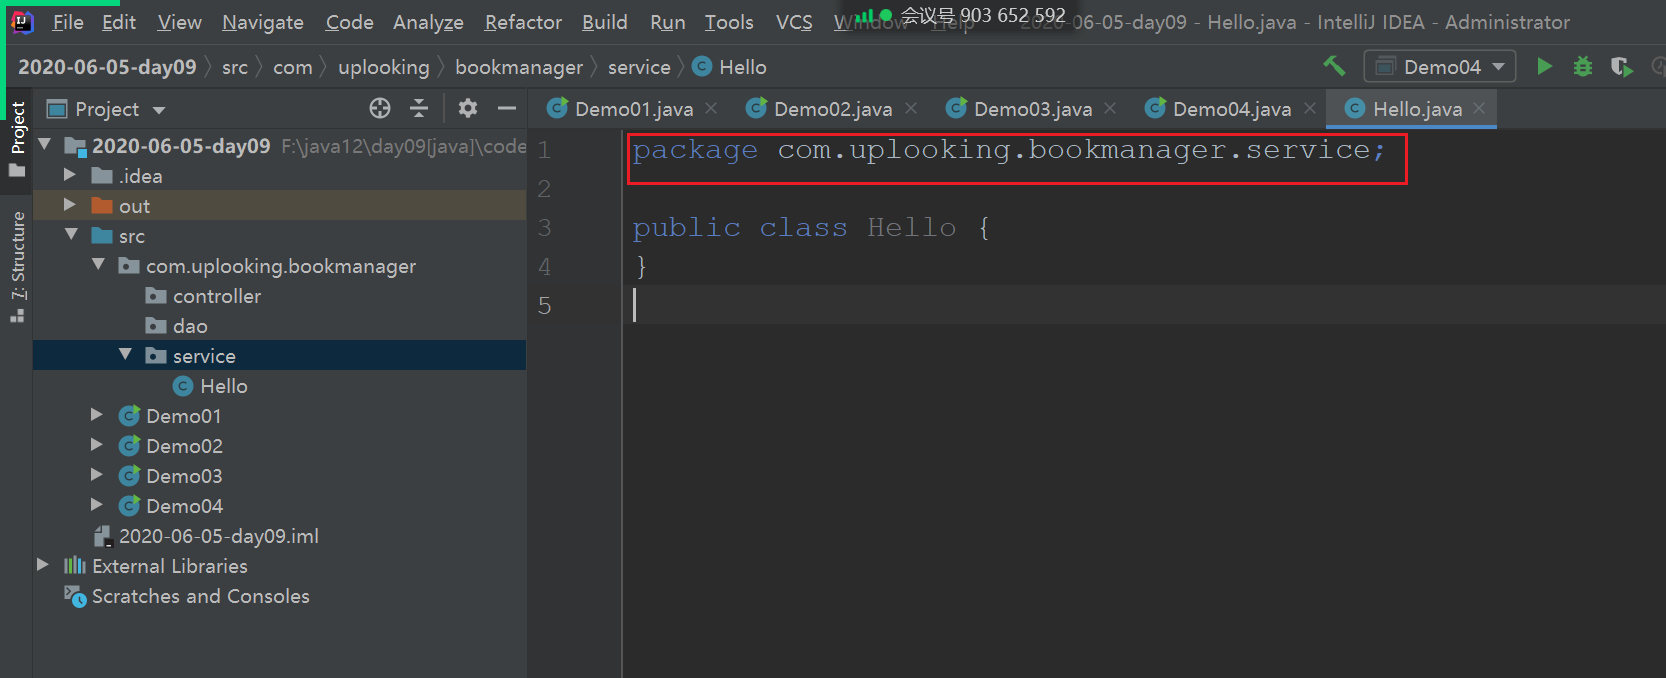 File Edit View Navigate Code Analyze Refactor Build Run Tools VCS Window Help 会议号 903 652 592 2020-06-05-day09 - Hello.java - IntelliJ IDEA - Administrator
2020-06-05-day09 src com uplooking bookmanager service Hello Demo04
Project Demo01.java Demo02.java Demo03.java Demo04.java Hello.java
Project
7: Structure
2020-06-05-day09 F:\java12\day09[java]\code
.idea
out
src
com.uplooking.bookmanager
controller
dao
service
Hello
Demo01
Demo02
Demo03
Demo04
2020-06-05-day09.iml
External Libraries
Scratches and Consoles
1 package com.uplooking.bookmanager.service;
2
3 public class Hello {
4 }
5